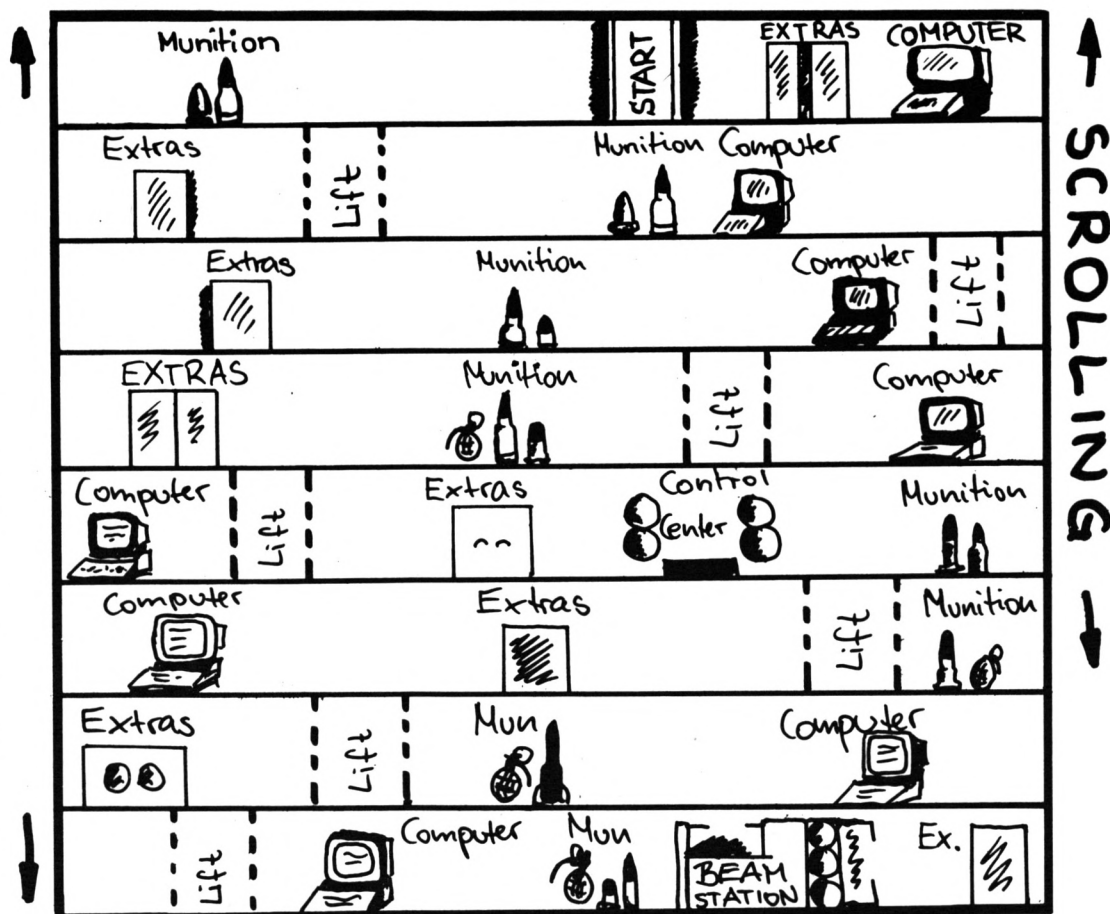 Munition
START
EXTRAS
COMPUTER
Extras
Lift
Munition
Computer
Extras
Munition
Computer
Lift
EXTRAS
Munition
Lift
Computer
Computer
Lift
Extras
Control
Center
Munition
Computer
Extras
Lift
Munition
Extras
Lift
Mun
Computer
Lift
Computer
Mun
BEAM
STATION
Ex.
SCROLLING